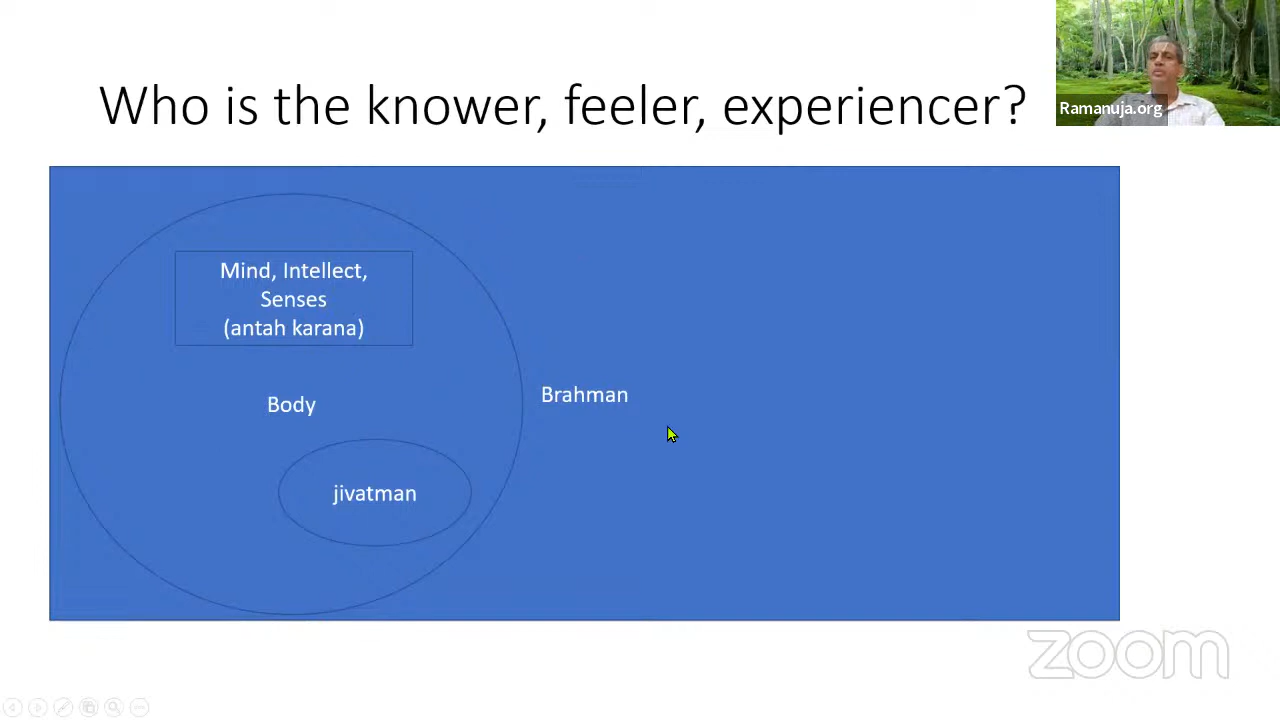 Who is the knower, feeler, experiencer?
Ramanuja.org
Mind, Intellect,
Senses
(antah karana)
Body
Brahman
jivatman
zoom